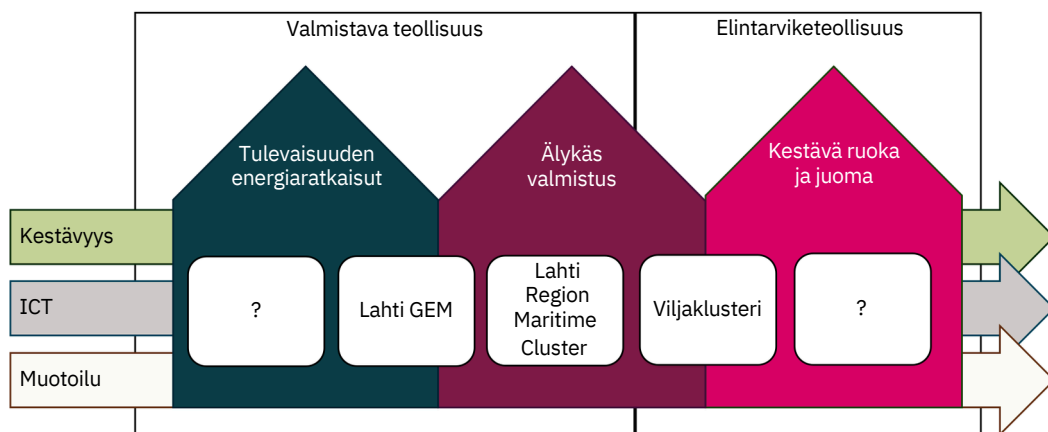 Valmistava teollisuus
Elintarviketeollisuus
Tulevaisuuden
energiaratkaisut
Älykäs
valmistus
Kestävä ruoka
ja juoma
Kestävyys
ICT
Muotoilu
?
Lahti GEM
Lahti
Region
Maritime
Cluster
Viljaklusteri
?